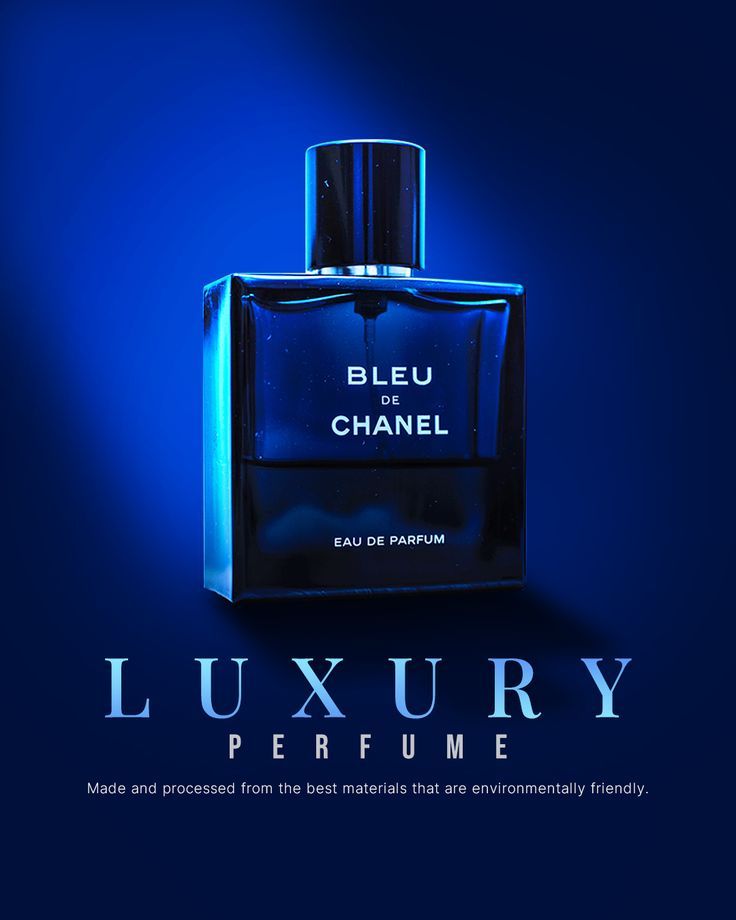 BLEU
DE
CHANEL
EAU DE PARFUM
LUXURY
PERFUME
Made and processed from the best materials that are environmentally friendly.